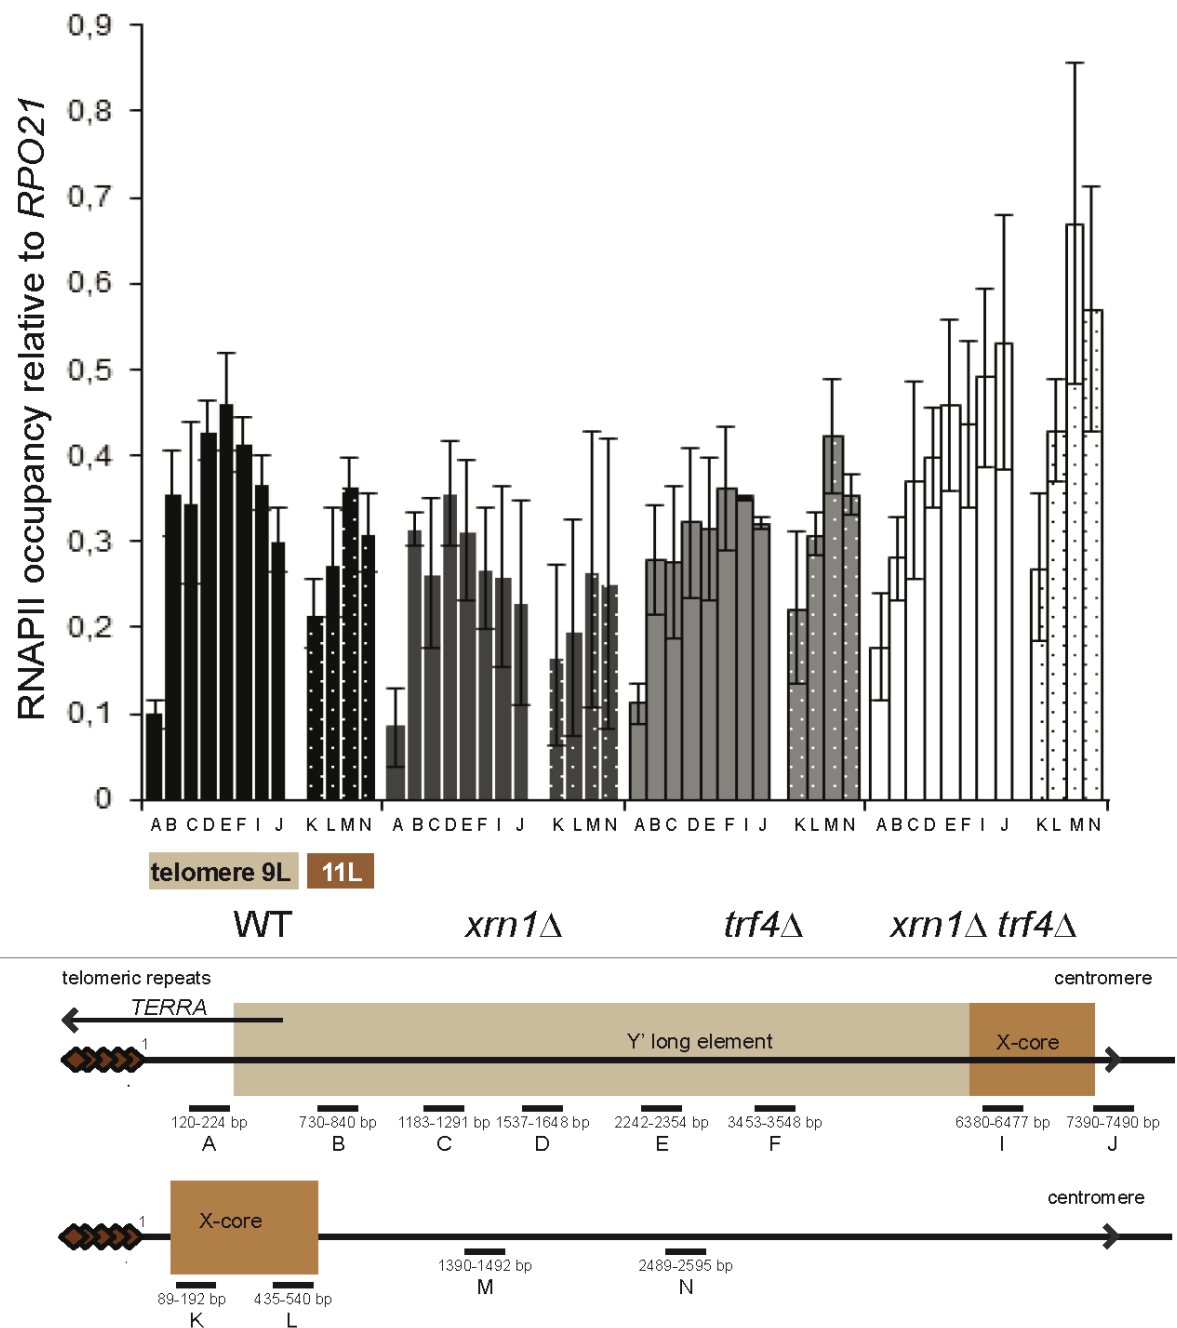 RNAPII occupancy relative to RPO21
0,9
0,8
0,7
0,6
0,5
0,4
0,3
0,2
0,1
0
A B C D E F I J K L M N A B C D E F I J K L M N A B C D E F I J K L M N A B C D E F I J K L M N
telomere 9L 11L
WT xrn1Δ trf4Δ xrn1Δ trf4Δ
telomeric repeats centromere
TERRA
1 Y' long element X-core
120-224 bp 730-840 bp 1183-1291 bp 1537-1648 bp 2242-2354 bp 3453-3548 bp 6380-6477 bp 7390-7490 bp
A B C D E F I J
centromere
1 X-core
1390-1492 bp 2489-2595 bp
M N
89-192 bp 435-540 bp
K L